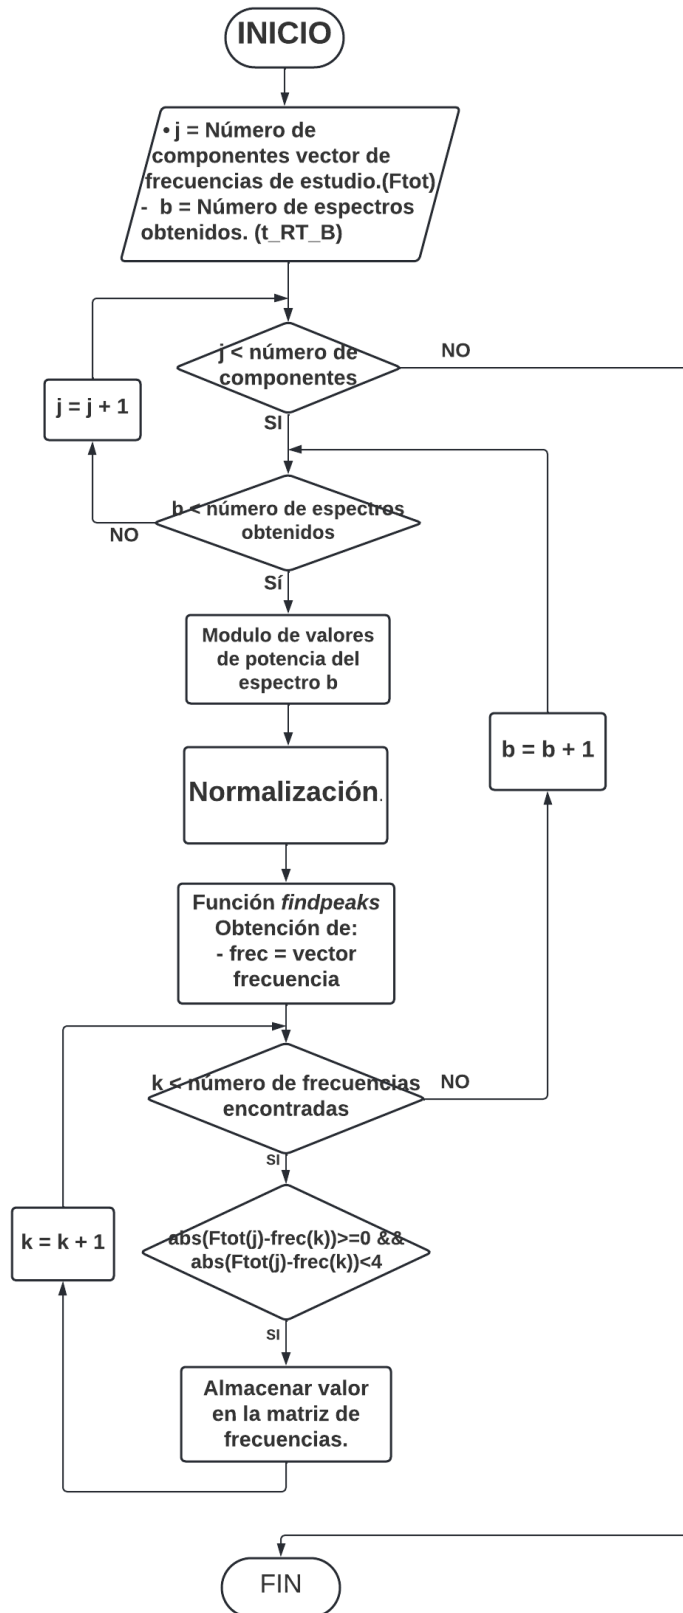 INICIO
• j = Número de
componentes vector de
frecuencias de estudio.(Ftot)
- b = Número de espectros
obtenidos. (t_RT_B)
j < número de
componentes
NO
j = j + 1
SI
b < número de espectros
obtenidos
NO
Sí
Modulo de valores
de potencia del
espectro b
b = b + 1
Normalización.
Función findpeaks
Obtención de:
- frec = vector
frecuencia
k < número de frecuencias
encontradas
NO
SI
k = k + 1
abs(Ftot(j)-frec(k))>=0 &&
abs(Ftot(j)-frec(k))<4
SI
Almacenar valor
en la matriz de
frecuencias.
FIN